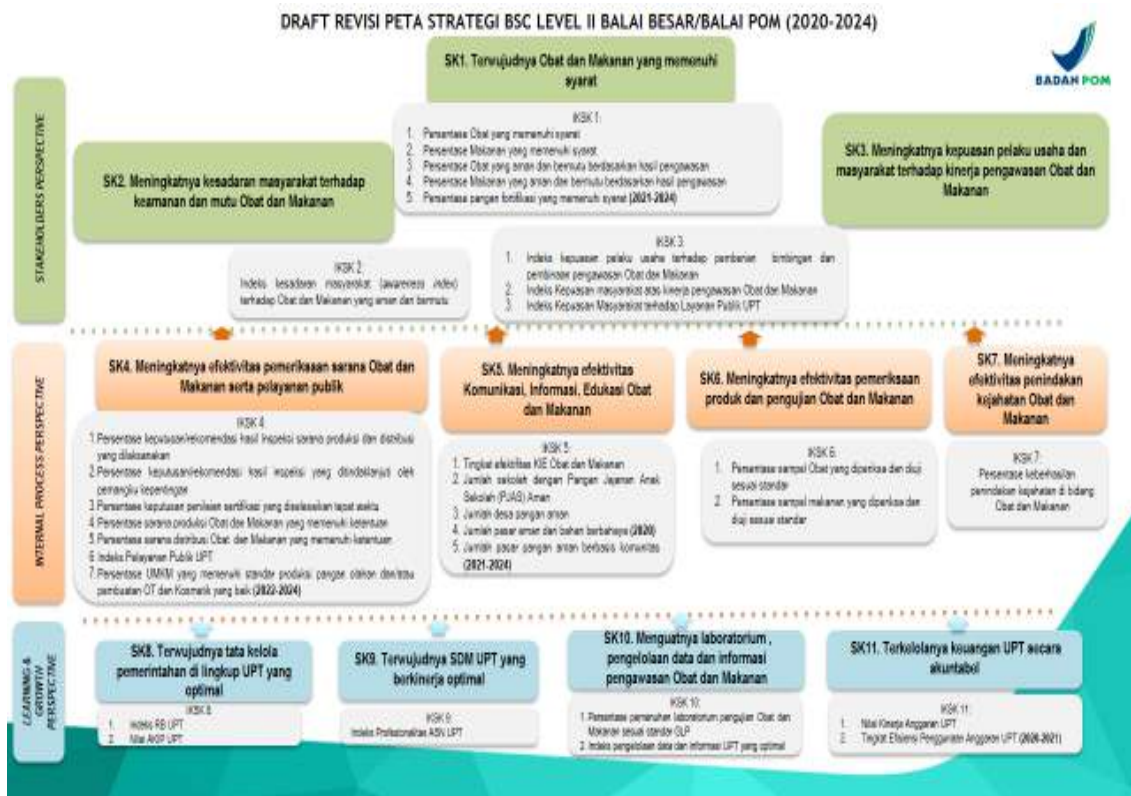 DRAFT REVISI PETA STRATEGI BSC LEVEL II BALAI BESAR/BALAI POM (2020-2024)
BADAN POM
STAKEHOLDERS PERSPECTIVE
SK1. Terwujudnya Obat dan Makanan yang memenuhi
syarat
IKSK 1:
1. Persentase Obat yang memenuhi syarat
2. Persentase Makanan yang memenuhi syarat
3. Persentase Obat yang aman dan bermutu berdasarkan hasil pengawasan
4. Persentase Makanan yang aman dan bermutu berdasarkan hasil pengawasan
5. Persentase pangan fortifikasi yang memenuhi syarat (2021-2024)
SK2. Meningkatnya kesadaran masyarakat terhadap
keamanan dan mutu Obat dan Makanan
IKSK 2:
Indeks kesadaran masyarakat (awareness index)
terhadap Obat dan Makanan yang aman dan bermutu
SK3. Meningkatnya kepuasan pelaku usaha dan
masyarakat terhadap kinerja pengawasan Obat dan
Makanan
IKSK 3:
1. Indeks kepuasan pelaku usaha terhadap pemberian bimbingan dan
pembinaan pengawasan Obat dan Makanan
2. Indeks Kepuasan masyarakat atas kinerja pengawasan Obat dan Makanan
3. Indeks Kepuasan Masyarakat terhadap Layanan Publik UPT
INTERNAL PROCESS PERSPECTIVE
SK4. Meningkatnya efektivitas pemeriksaan sarana Obat dan
Makanan serta pelayanan publik
IKSK 4:
1. Persentase keputusan/rekomendasi hasil Inspeksi sarana produksi dan distribusi
yang dilaksanakan
2. Persentase keputusan/rekomendasi hasil inspeksi yang ditindaklanjuti oleh
pemangku kepentingan
3. Persentase keputusan penilaian sertifikasi yang diselesaikan tepat waktu
4. Persentase sarana produksi Obat dan Makanan yang memenuhi ketentuan
5. Persentase sarana distribusi Obat dan Makanan yang memenuhi ketentuan
6. Indeks Pelayanan Publik UPT
7. Persentase UMKM yang memenuhi standar produksi pangan olahan dan/atau
pembuatan OT dan Kosmetik yang baik (2022-2024)
SK5. Meningkatnya efektivitas
Komunikasi, Informasi, Edukasi Obat
dan Makanan
IKSK 5:
1. Tingkat efektifitas KIE Obat dan Makanan
2. Jumlah sekolah dengan Pangan Jajanan Anak
Sekolah (PJAS) Aman
3. Jumlah desa pangan aman
4. Jumlah pasar aman dari bahan berbahaya (2020)
5. Jumlah pasar pangan aman berbasis komunitas
(2021-2024)
SK6. Meningkatnya efektivitas pemeriksaan
produk dan pengujian Obat dan Makanan
IKSK 6:
1. Persentase sampel Obat yang diperiksa dan diuji
sesuai standar
2. Persentase sampel makanan yang diperiksa dan
diuji sesuai standar
SK7. Meningkatnya
efektivitas penindakan
kejahatan Obat dan
Makanan
IKSK 7:
Persentase keberhasilan
penindakan kejahatan di bidang
Obat dan Makanan
LEARNING &
GROWTH
PERSPECTIVE
SK8. Terwujudnya tata kelola
pemerintahan di lingkup UPT yang
optimal
IKSK 8:
1. Indeks RB UPT
2. Nilai AKIP UPT
SK9. Terwujudnya SDM UPT yang
berkinerja optimal
IKSK 9:
Indeks Profesionalitas ASN UPT
SK10. Menguatnya laboratorium ,
pengelolaan data dan informasi
pengawasan Obat dan Makanan
IKSK 10:
1. Persentase pemenuhan laboratorium pengujian Obat dan
Makanan sesuai standar GLP
2. Indeks pengelolaan data dan informasi UPT yang optimal
SK11. Terkelolanya keuangan UPT secara
akuntabel
IKSK 11:
1. Nilai Kinerja Anggaran UPT
2. Tingkat Efisiensi Penggunaan Anggaran UPT (2020-2021)